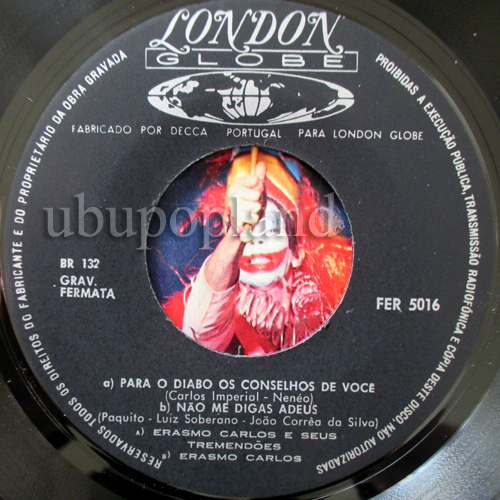 LONDON
GLOBE
FABRICADO POR DECCA PORTUGAL PARA LONDON GLOBE
RESERVADOS TODOS OS DIREITOS DO FABRICANTE E DO PROPRIETÁRIO DA OBRA GRAVADA
PROIBIDAS A EXECUÇÃO PÚBLICA, TRANSMISSÃO RADIOFÓNICA E CÓPIA DESTE DISCO, NÃO AUTORIZADAS
ubupopland
BR 132
GRAV.
FERMATA
FER 5016
a) PARA O DIABO OS CONSELHOS DE VOCE
(Carlos Imperial - Nenéo)
b) NÃO ME DIGAS ADEUS
(Paquito - Luiz Soberano - João Corrêa da Silva)
A) ERASMO CARLOS E SEUS
TREMENDÕES
B) ERASMO CARLOS